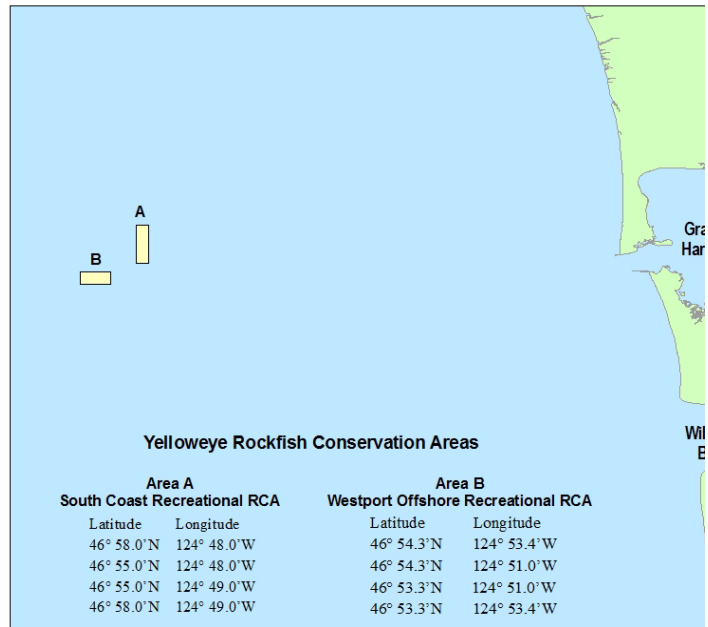 A
B
Gra
Har
Yelloweye Rockfish Conservation Areas
Wil
B
Area A
South Coast Recreational RCA
Latitude Longitude
46° 58.0'N 124° 48.0'W
46° 55.0'N 124° 48.0'W
46° 55.0'N 124° 49.0'W
46° 58.0'N 124° 49.0'W
Area B
Westport Offshore Recreational RCA
Latitude Longitude
46° 54.3'N 124° 53.4'W
46° 54.3'N 124° 51.0'W
46° 53.3'N 124° 51.0'W
46° 53.3'N 124° 53.4'W